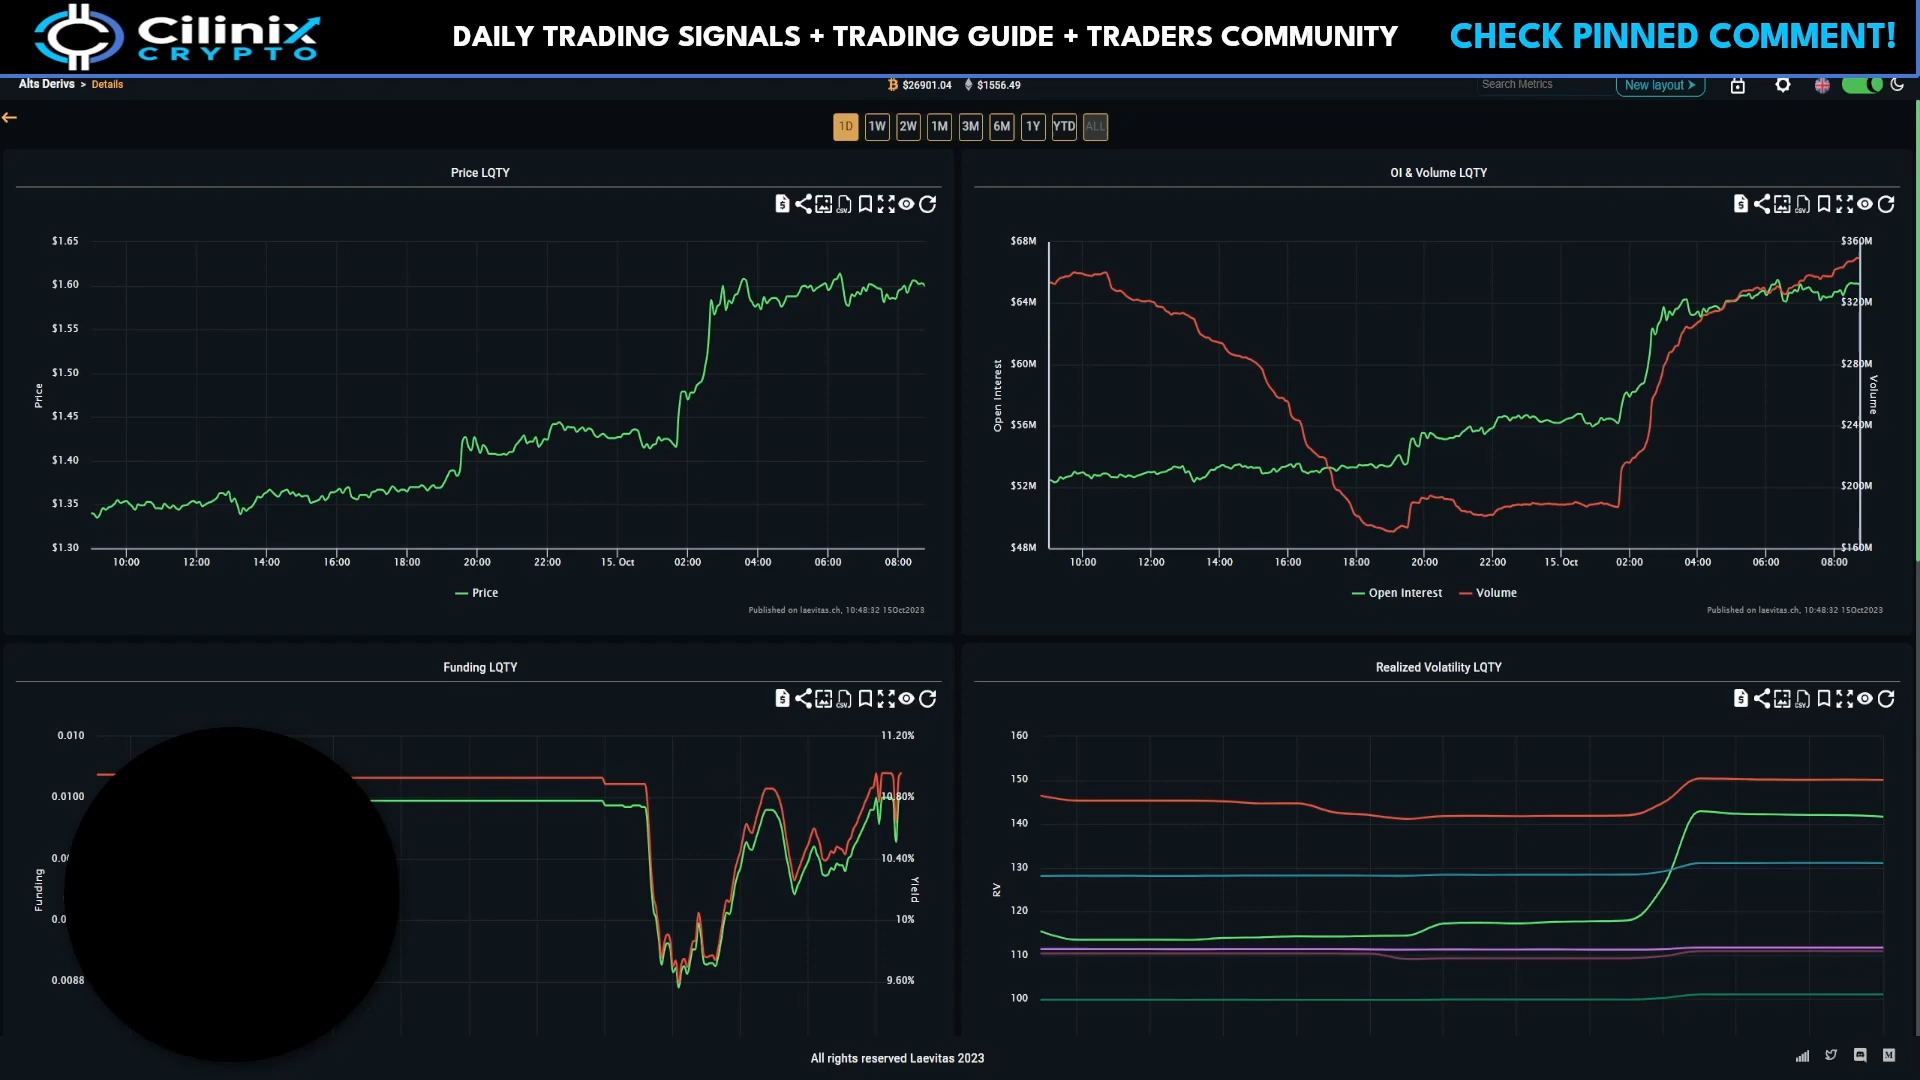 Cilinix
CRYPTO
DAILY TRADING SIGNALS + TRADING GUIDE + TRADERS COMMUNITY
CHECK PINNED COMMENT!
Alts Derivs > Details
$26901.04 $1556.49
Search Metrics
New layout
1D 1W 2W 1M 3M 6M 1Y YTD ALL
Price LQTY
CSV
$1.65
$1.60
$1.55
$1.50
$1.45
$1.40
$1.35
$1.30
Price
10:00 12:00 14:00 16:00 18:00 20:00 22:00 15. Oct 02:00 04:00 06:00 08:00
Price
Published on laevitas.ch, 10:48:32 15Oct2023
OI & Volume LQTY
CSV
$68M
$64M
$60M
$56M
$52M
$48M
Open Interest
$360M
$320M
$280M
$240M
$200M
$160M
Volume
10:00 12:00 14:00 16:00 18:00 20:00 22:00 15. Oct 02:00 04:00 06:00 08:00
Open Interest Volume
Published on laevitas.ch, 10:48:32 15Oct2023
Funding LQTY
CSV
0.010
0.0100
0.0088
Funding
11.20%
10.80%
10.40%
10%
9.60%
Yield
Realized Volatility LQTY
CSV
160
150
140
130
120
110
100
RV
All rights reserved Laevitas 2023